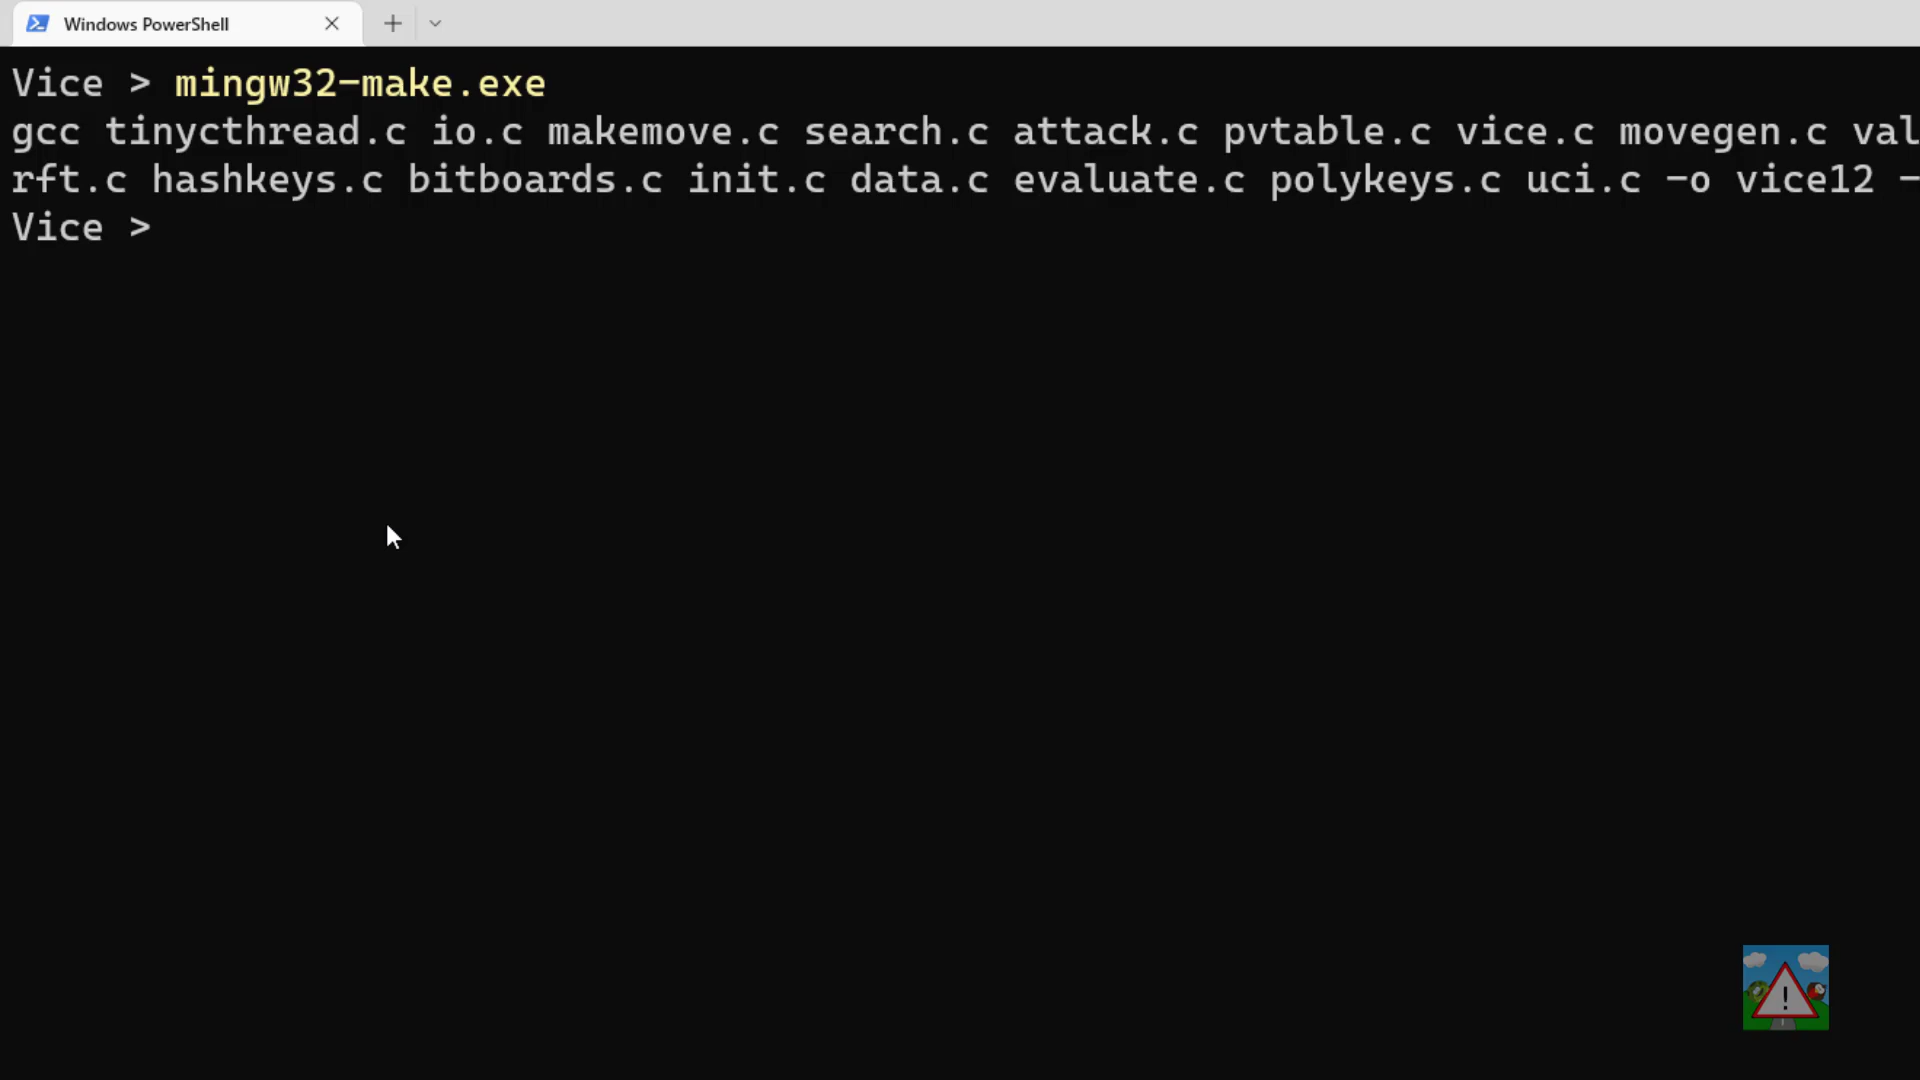 Windows PowerShell
Vice > mingw32-make.exe
gcc tinycthread.c io.c makemove.c search.c attack.c pvtable.c vice.c movegen.c val
rft.c hashkeys.c bitboards.c init.c data.c evaluate.c polykeys.c uci.c -o vice12 -
Vice >
!